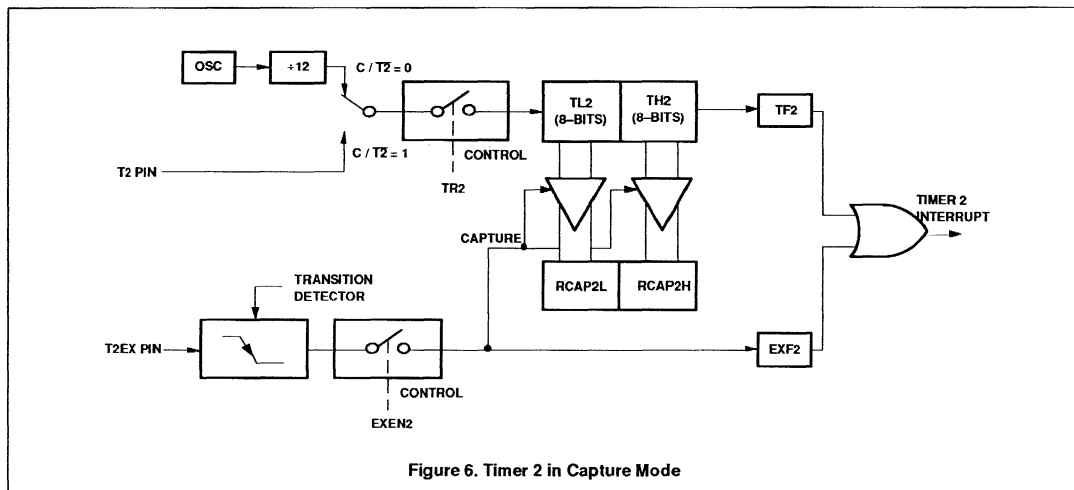 OSC
÷12
C / T2̅ = 0
TL2
(8–BITS)
TH2
(8–BITS)
TF2
C / T2̅ = 1
CONTROL
T2 PIN
TR2
TIMER 2
INTERRUPT
CAPTURE
TRANSITION
DETECTOR
RCAP2L
RCAP2H
T2EX PIN
EXF2
CONTROL
EXEN2
Figure 6. Timer 2 in Capture Mode